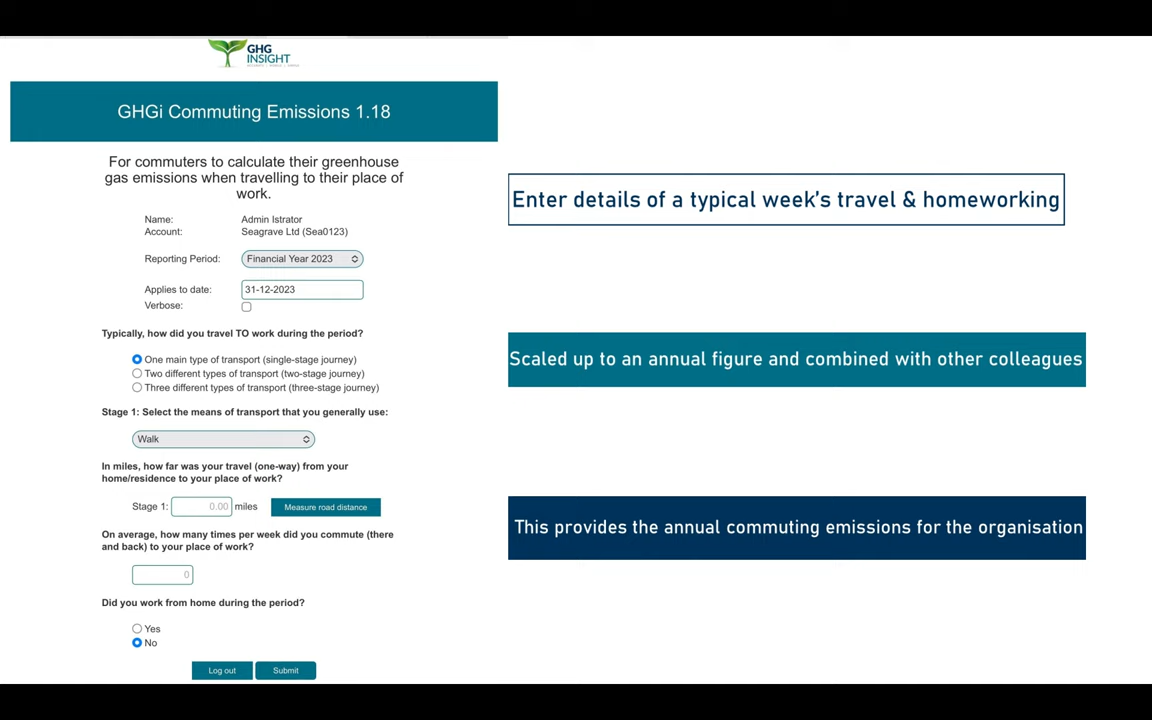 GHG
INSIGHT
GHGi Commuting Emissions 1.18
For commuters to calculate their greenhouse
gas emissions when travelling to their place of
work.
Name: Admin Istrator
Account: Seagrave Ltd (Sea0123)
Reporting Period: Financial Year 2023
Applies to date: 31-12-2023
Verbose:
Typically, how did you travel TO work during the period?
One main type of transport (single-stage journey)
Two different types of transport (two-stage journey)
Three different types of transport (three-stage journey)
Stage 1: Select the means of transport that you generally use:
Walk
In miles, how far was your travel (one-way) from your
home/residence to your place of work?
Stage 1: 0.00 miles Measure road distance
On average, how many times per week did you commute (there
and back) to your place of work?
0
Did you work from home during the period?
Yes
No
Log out Submit
Enter details of a typical week's travel & homeworking
Scaled up to an annual figure and combined with other colleagues
This provides the annual commuting emissions for the organisation